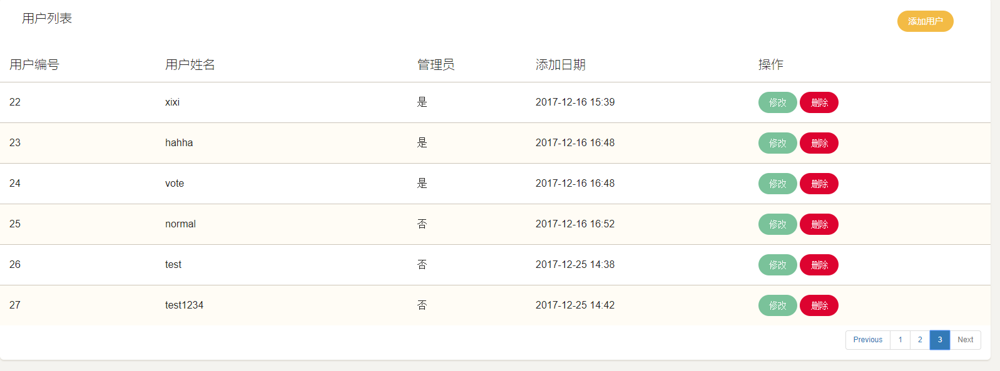 用户列表
添加用户
用户编号 用户姓名 管理员 添加日期 操作
22 xixi 是 2017-12-16 15:39 修改 删除
23 hahha 是 2017-12-16 16:48 修改 删除
24 vote 是 2017-12-16 16:48 修改 删除
25 normal 否 2017-12-16 16:52 修改 删除
26 test 否 2017-12-25 14:38 修改 删除
27 test1234 否 2017-12-25 14:42 修改 删除
Previous 1 2 3 Next